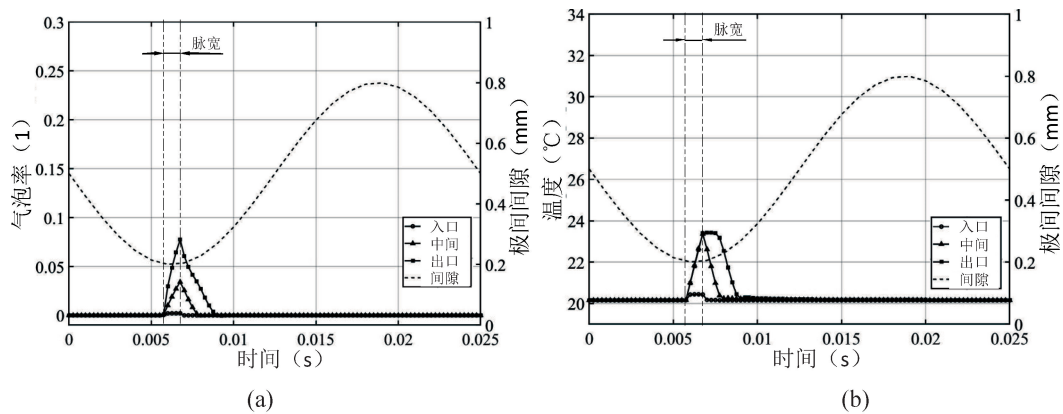 0.3
0.25
0.2
0.15
0.1
0.05
0
气泡率（1）
脉宽
1
0.8
0.6
0.4
0.2
0
极间间隙（mm）
入口
中间
出口
间隙
0 0.005 0.01 0.015 0.02 0.025
时间（s）
(a)
34
32
30
28
26
24
22
20
温度（℃）
脉宽
1
0.8
0.6
0.4
0.2
0
极间间隙（mm）
入口
中间
出口
间隙
0 0.005 0.01 0.015 0.02 0.025
时间（s）
(b)